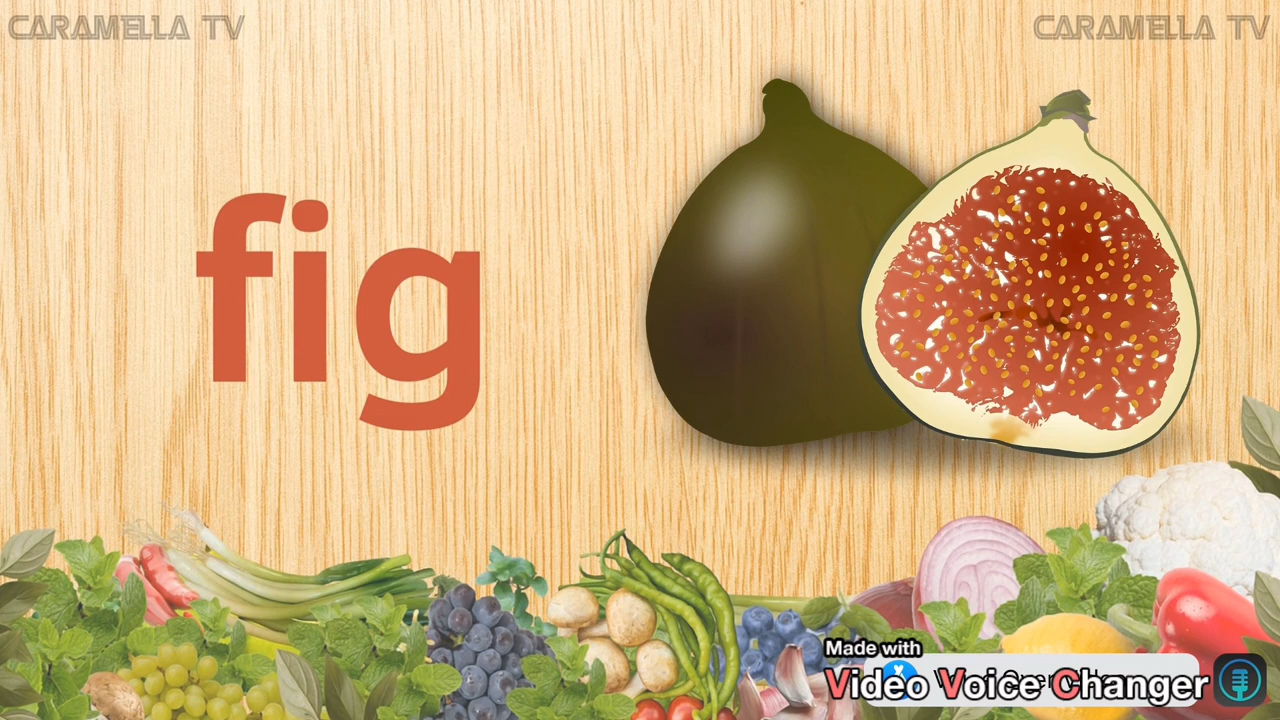 CARAMELLA TV
CARAMELLA TV
fig
Made with
Video Voice Changer